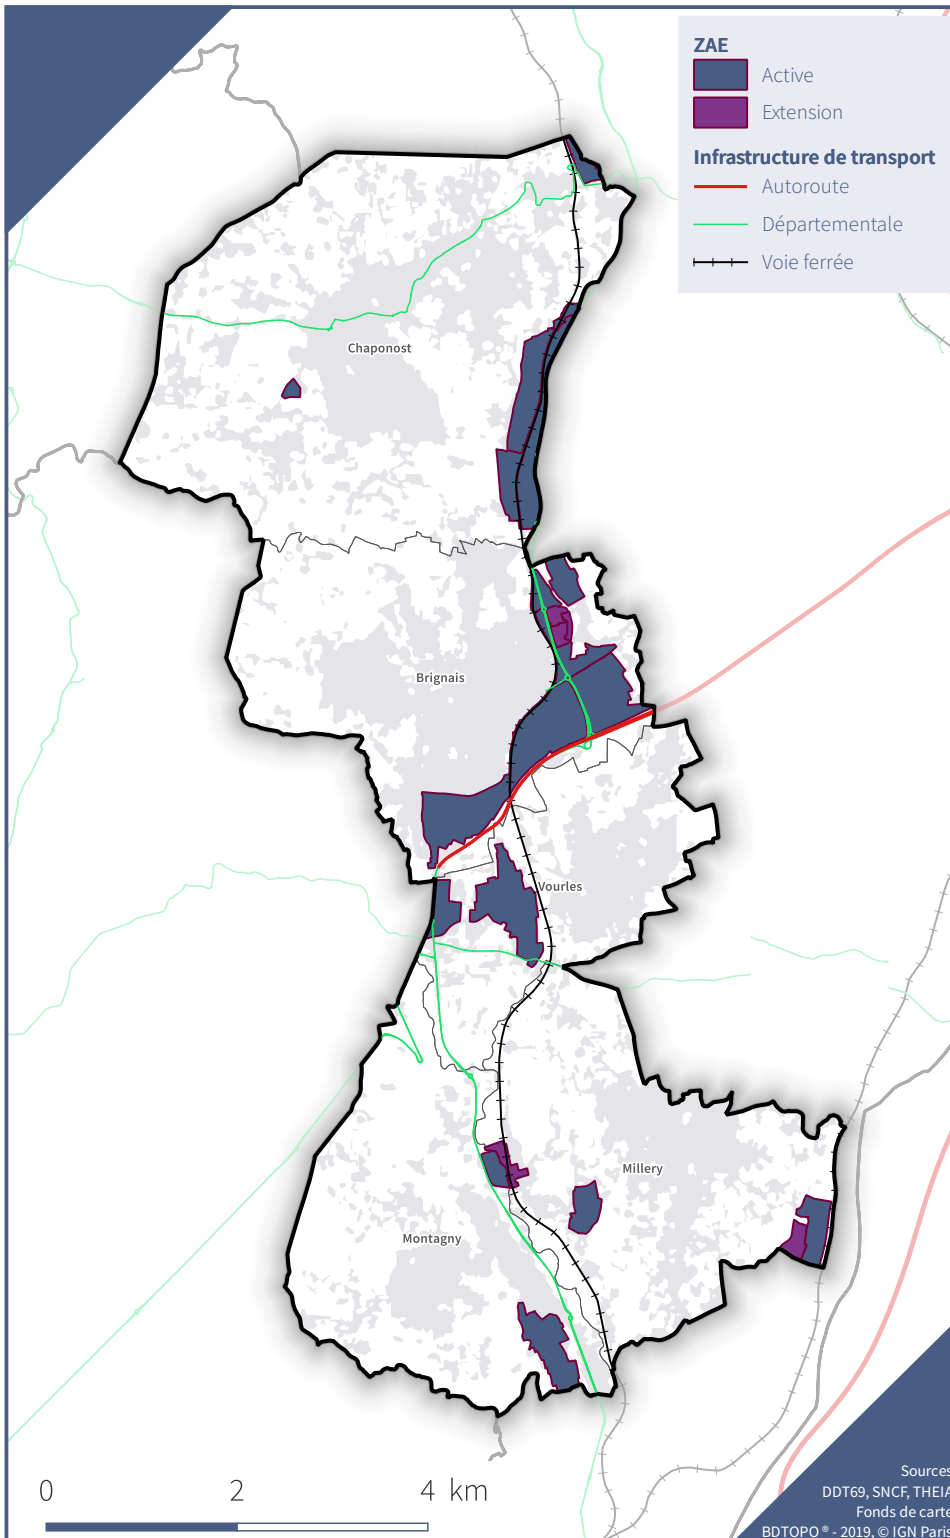 ZAE
Active
Extension
Infrastructure de transport
Autoroute
Départementale
Voie ferrée
Chaponost
Brignais
Vourles
Millery
Montagny
0 2 4 km
Sources
DDT69, SNCF, THEIA
Fonds de carte
BDTOPO ® - 2019, © IGN Paris